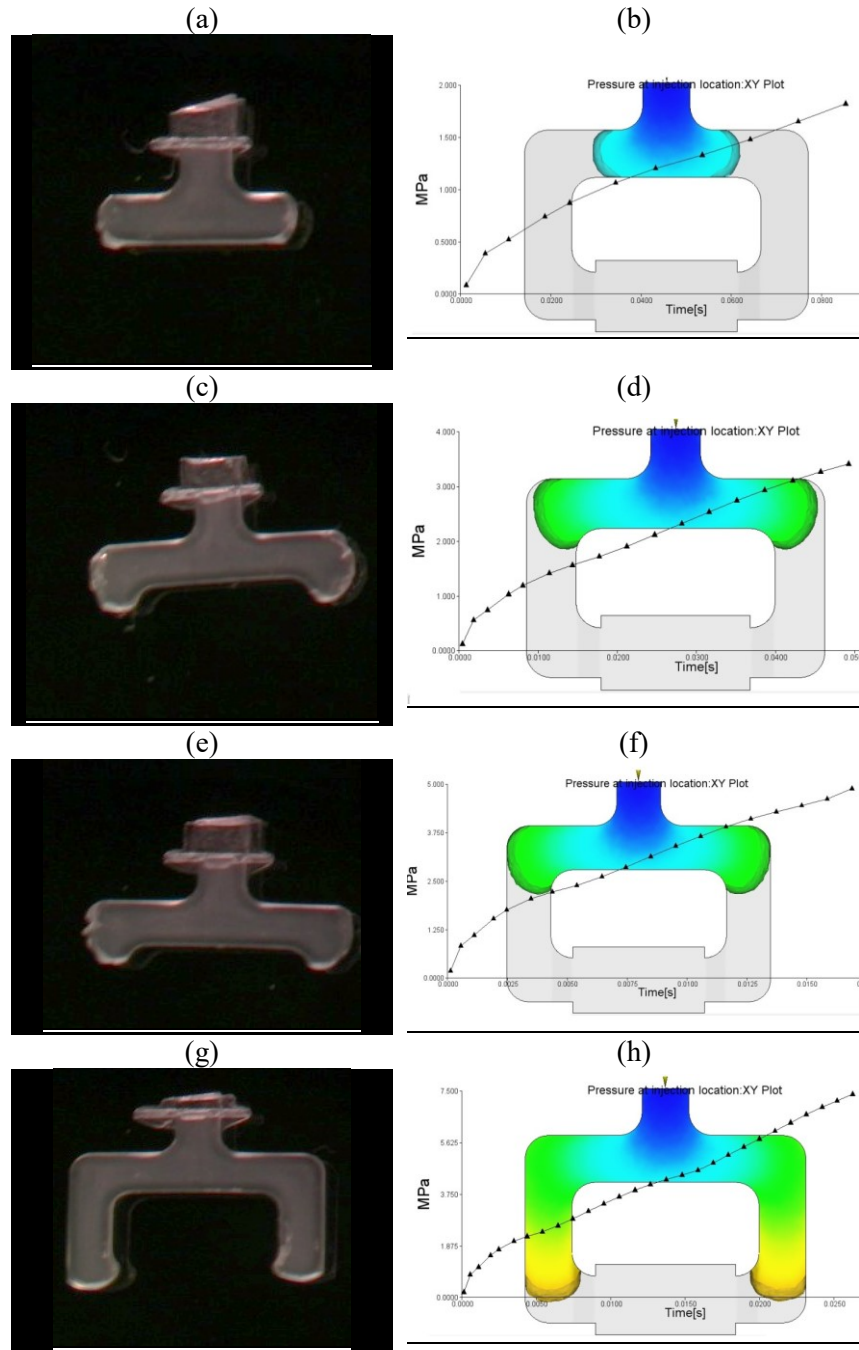 (a)
(b)
Pressure at injection location:XY Plot
2.000
1.500
1.000
0.5000
0.0000
MPa
0.0000
0.0200
0.0400
0.0600
0.0800
Time[s]
(c)
(d)
Pressure at injection location:XY Plot
4.000
3.000
2.000
1.000
0.0000
MPa
0.0000
0.0100
0.0200
0.0300
0.0400
0.05
Time[s]
(e)
(f)
Pressure at injection location:XY Plot
5.000
3.750
2.500
1.250
0.0000
MPa
0.0000
0.0025
0.0050
0.0075
0.0100
0.0125
0.0150
Time[s]
(g)
(h)
Pressure at injection location:XY Plot
7.500
5.625
3.750
1.875
0.0000
MPa
0.0000
0.0050
0.0100
0.0150
0.0200
0.0250
Time[s]